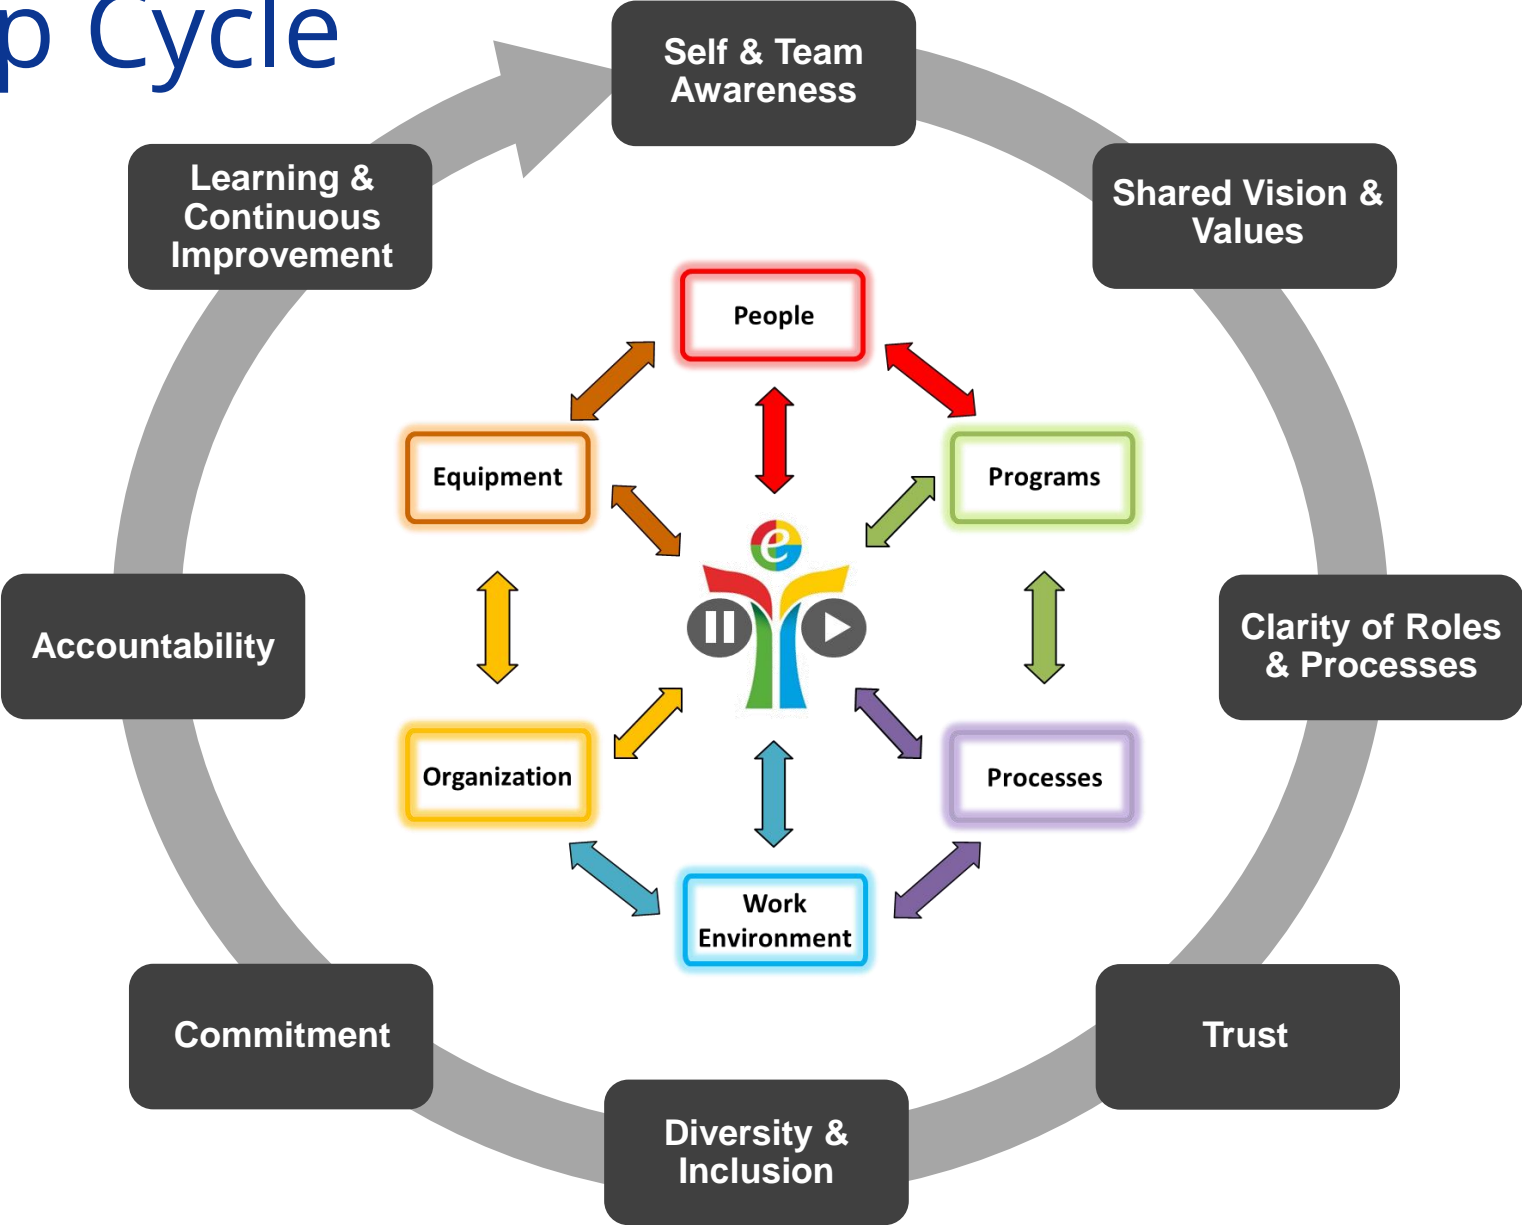 p Cycle
Self & Team
Awareness
Learning &
Continuous
Improvement
Shared Vision &
Values
People
Equipment
Programs
e
Accountability
Clarity of Roles
& Processes
Organization
Processes
Work
Environment
Commitment
Trust
Diversity &
Inclusion